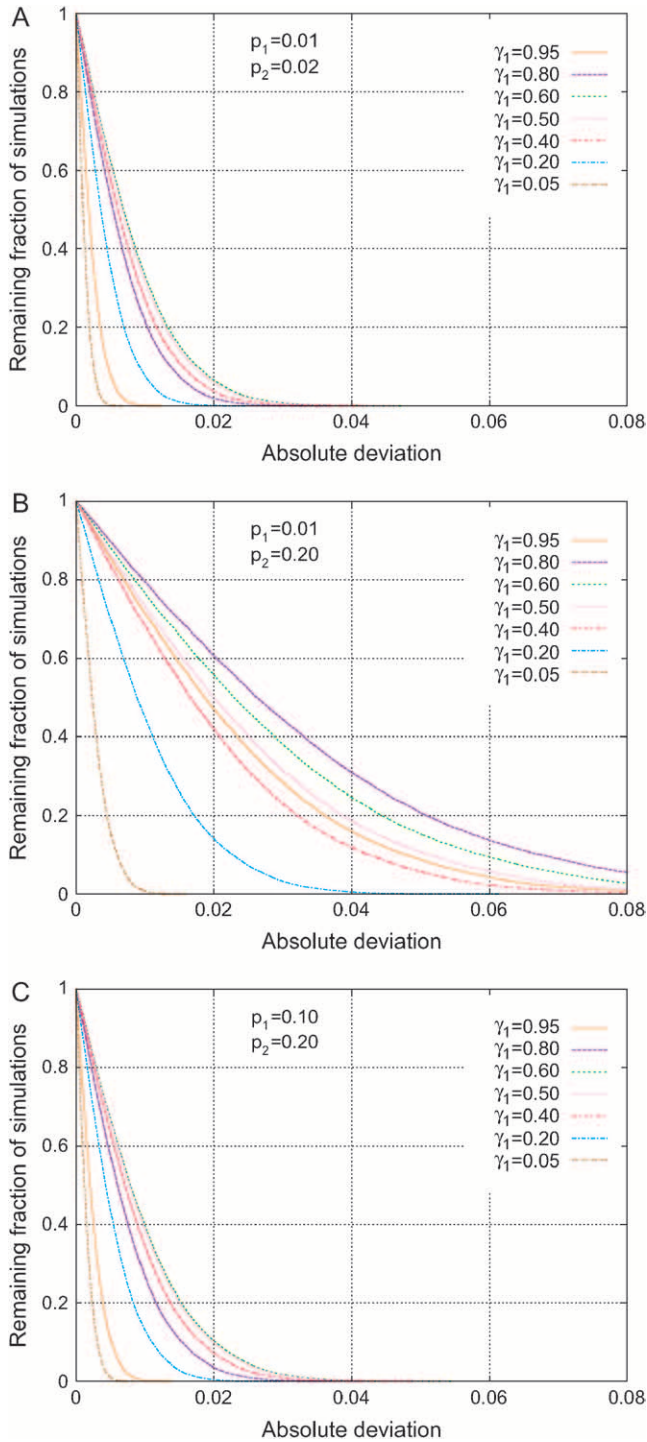 A
p1=0.01
p2=0.02
γ1=0.95
γ1=0.80
γ1=0.60
γ1=0.50
γ1=0.40
γ1=0.20
γ1=0.05
Remaining fraction of simulations
1
0.8
0.6
0.4
0.2
0
0
0.02
0.04
0.06
0.08
Absolute deviation
B
p1=0.01
p2=0.20
γ1=0.95
γ1=0.80
γ1=0.60
γ1=0.50
γ1=0.40
γ1=0.20
γ1=0.05
Remaining fraction of simulations
1
0.8
0.6
0.4
0.2
0
0
0.02
0.04
0.06
0.08
Absolute deviation
C
p1=0.10
p2=0.20
γ1=0.95
γ1=0.80
γ1=0.60
γ1=0.50
γ1=0.40
γ1=0.20
γ1=0.05
Remaining fraction of simulations
1
0.8
0.6
0.4
0.2
0
0
0.02
0.04
0.06
0.08
Absolute deviation